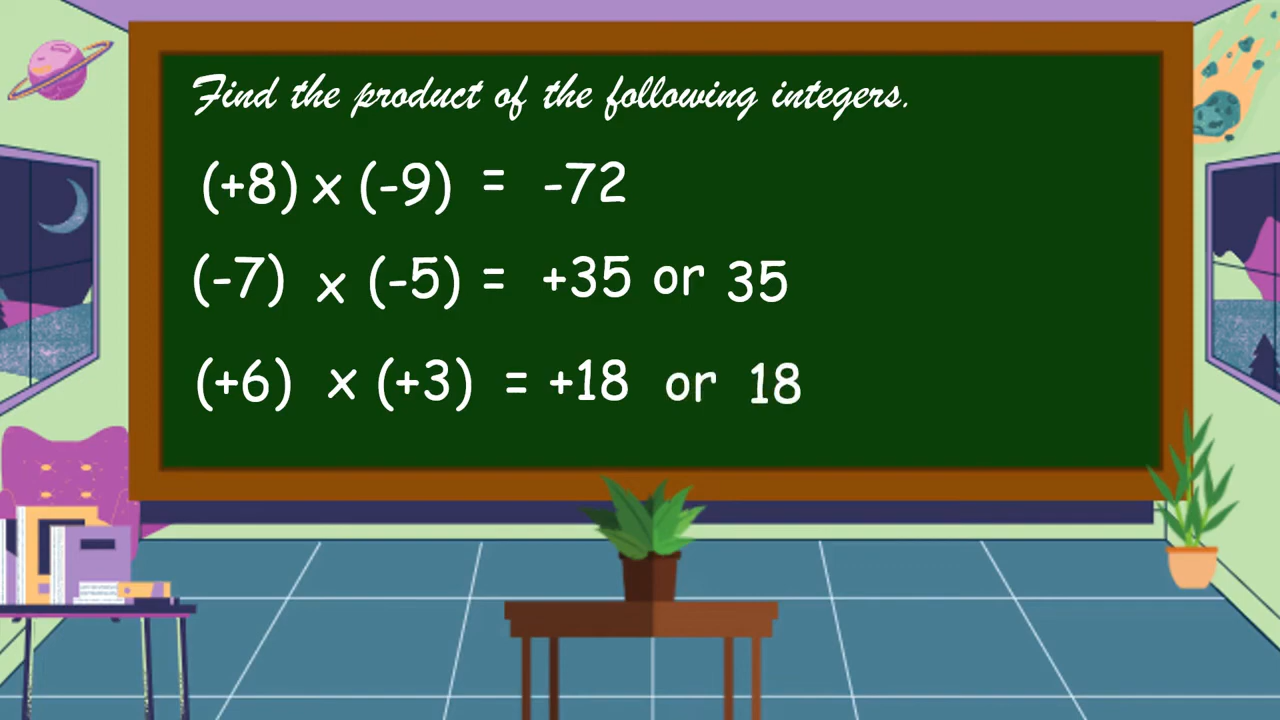 Find the product of the following integers.
(+8) x (-9) = -72
(-7) x (-5) = +35 or 35
(+6) x (+3) = +18 or 18